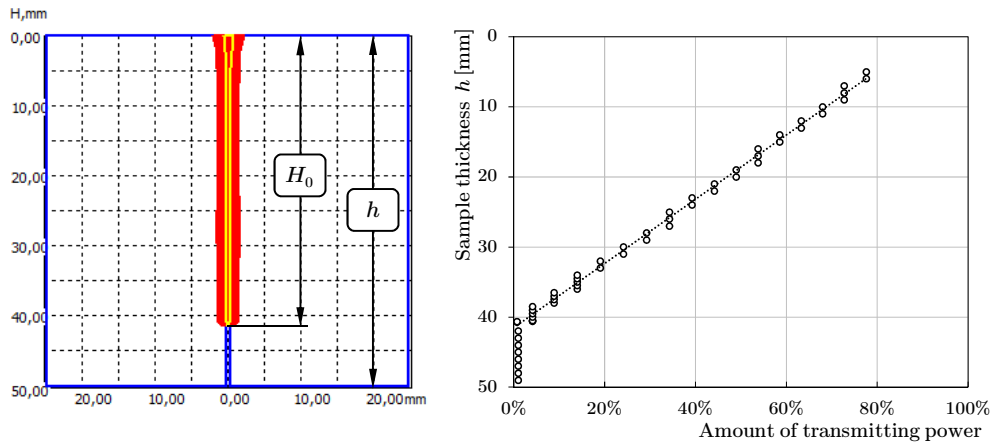 H,mm
0,00
10,00
20,00
30,00
40,00
50,00
20,00 10,00 0,00 10,00 20,00mm
H₀
h
Sample thickness h [mm]
0
10
20
30
40
50
0% 20% 40% 60% 80% 100%
Amount of transmitting power